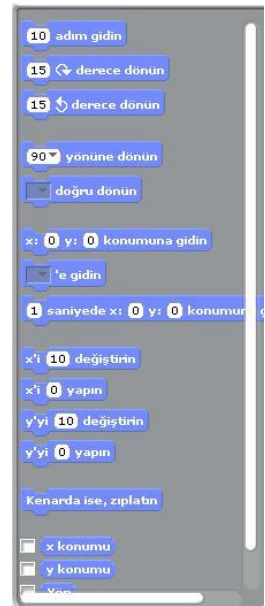 10 adım gidin
15 derece dönün
15 derece dönün
90 yönüne dönün
doğru dönün
x: 0 y: 0 konumuna gidin
'e gidin
1 saniyede x: 0 y: 0 konumun g
x'i 10 değiştirin
x'i 0 yapın
y'yi 10 değiştirin
y'yi 0 yapın
Kenarda ise, zıplatın
x konumu
y konumu
Yön